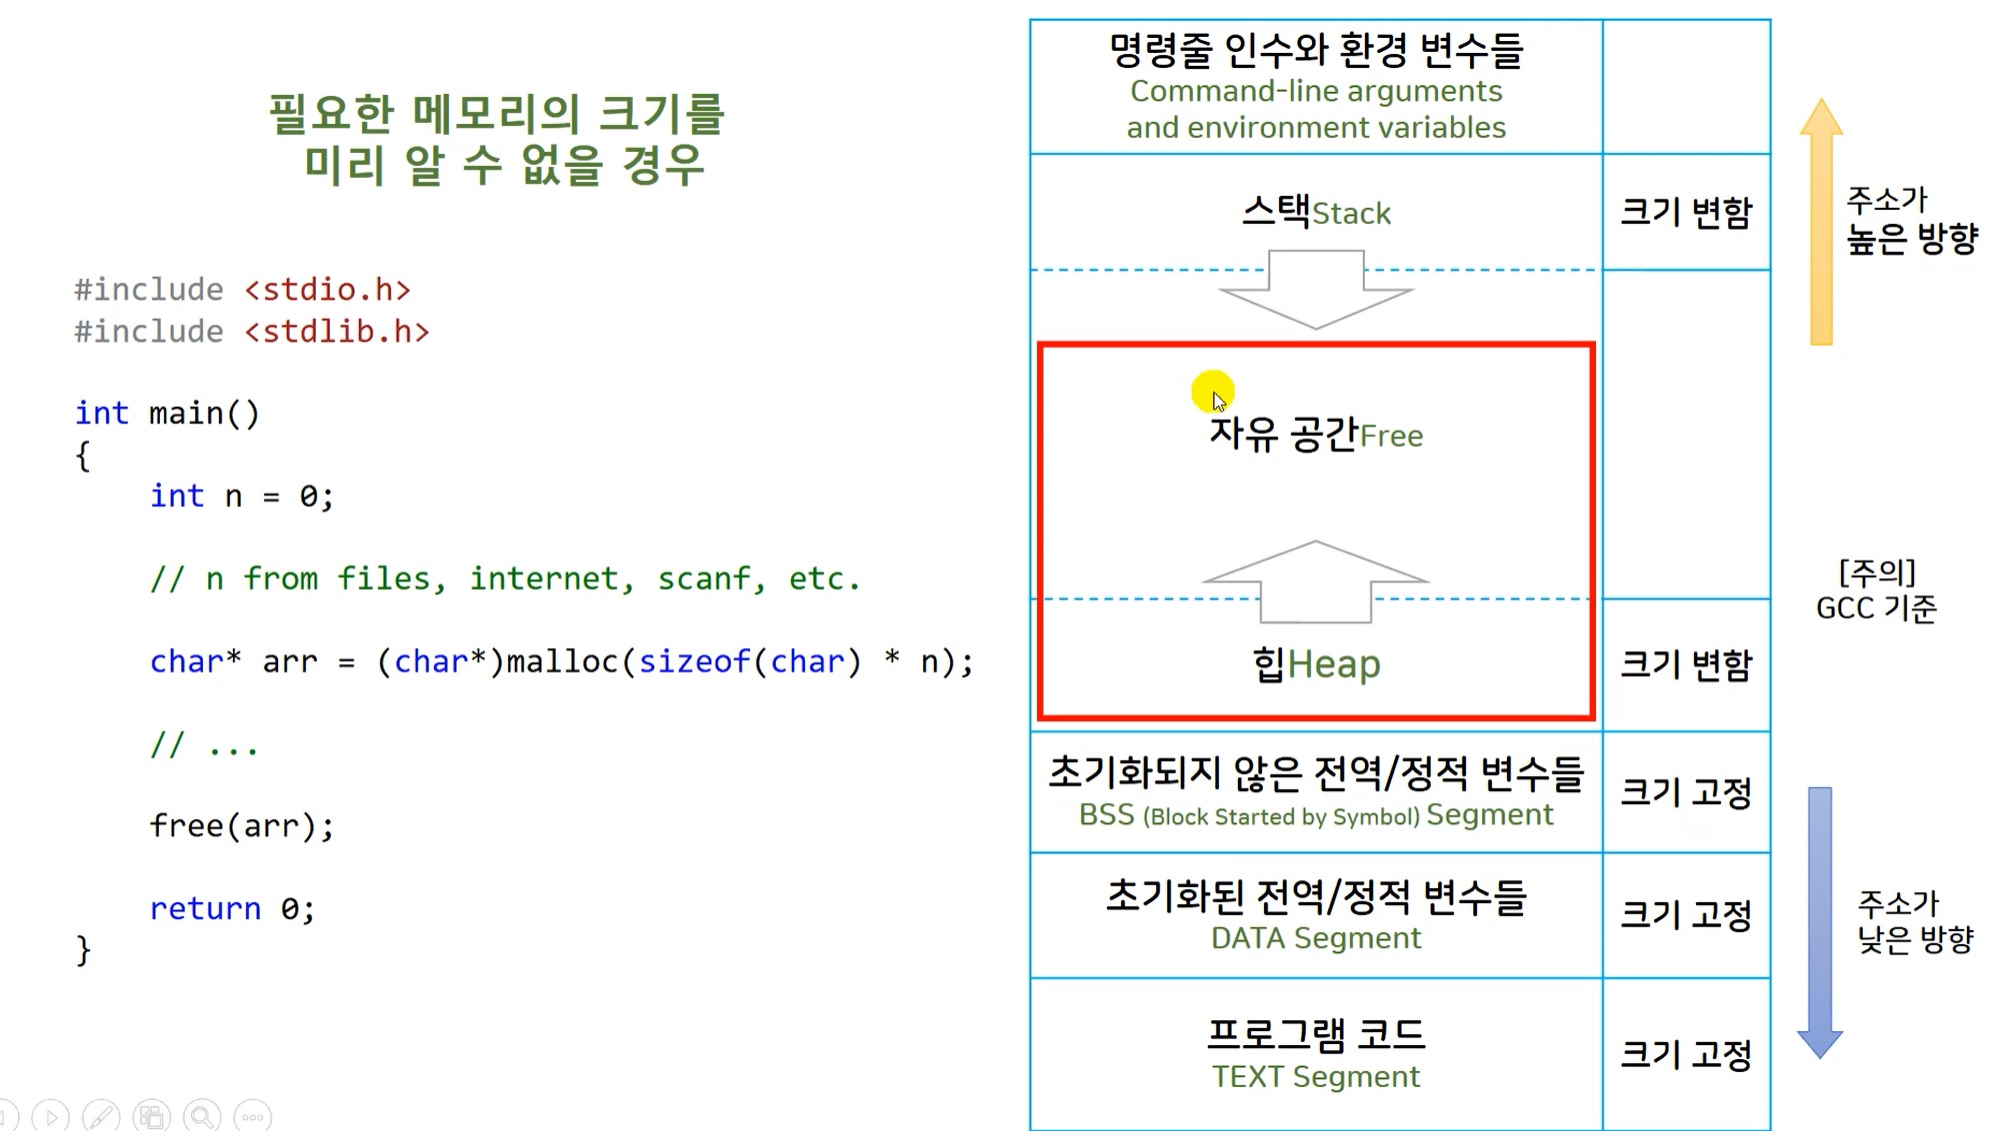 필요한 메모리의 크기를
미리 알 수 없을 경우
#include <stdio.h>
#include <stdlib.h>
int main()
{
int n = 0;
// n from files, internet, scanf, etc.
char* arr = (char*)malloc(sizeof(char) * n);
// ...
free(arr);
return 0;
}
명령줄 인수와 환경 변수들
Command-line arguments
and environment variables
스택Stack
크기 변함
자유 공간Free
힙Heap
크기 변함
초기화되지 않은 전역/정적 변수들
BSS (Block Started by Symbol) Segment
크기 고정
초기화된 전역/정적 변수들
DATA Segment
크기 고정
프로그램 코드
TEXT Segment
크기 고정
주소가
높은 방향
[주의]
GCC 기준
주소가
낮은 방향